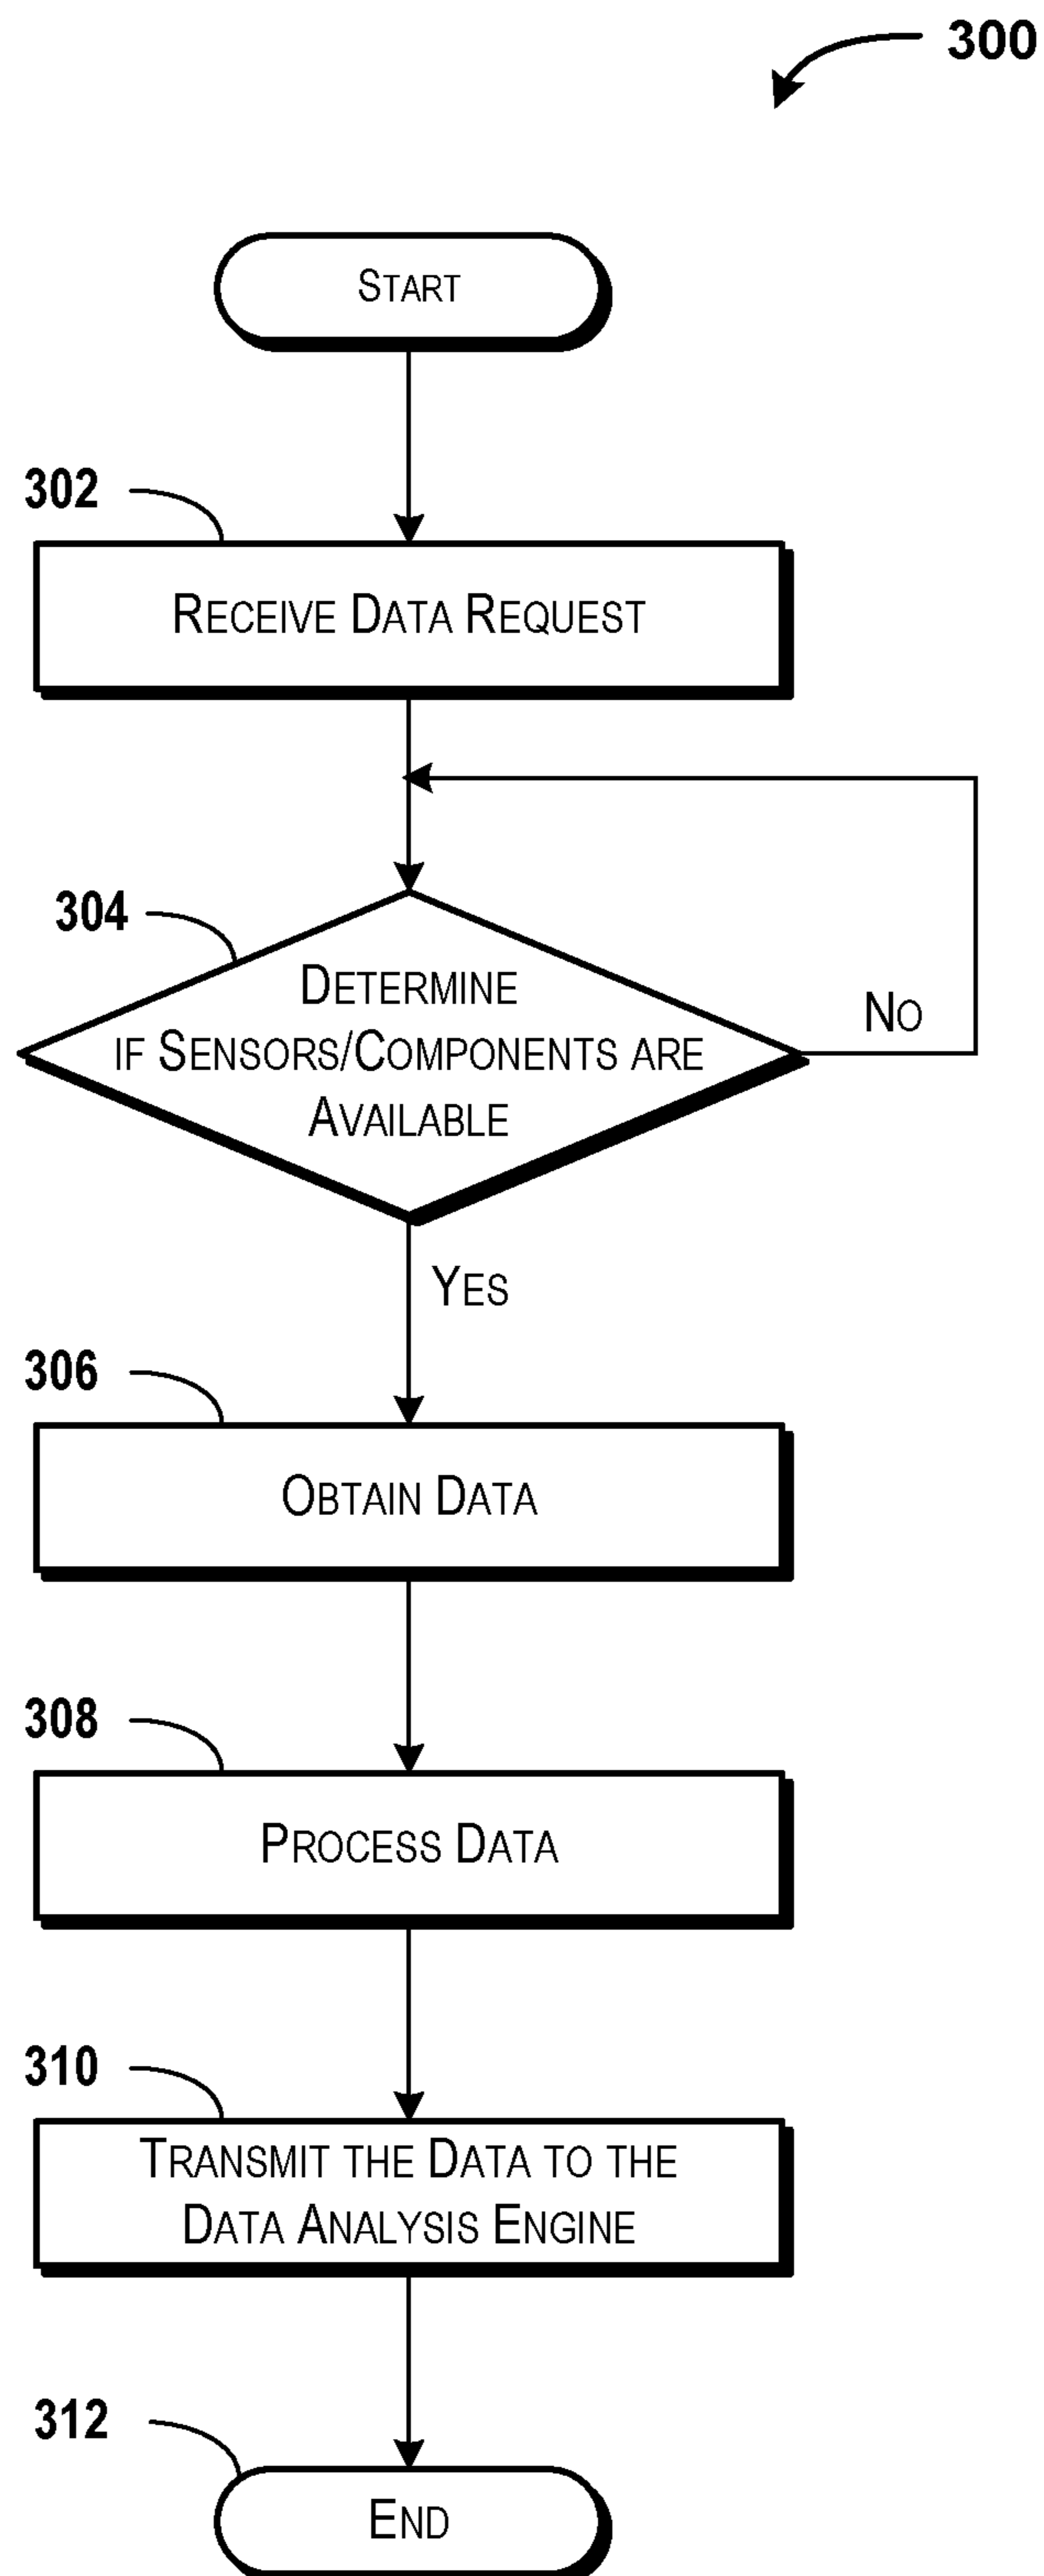 300
START
302
RECEIVE DATA REQUEST
304
DETERMINE
IF SENSORS/COMPONENTS ARE
AVAILABLE
NO
YES
306
OBTAIN DATA
308
PROCESS DATA
310
TRANSMIT THE DATA TO THE
DATA ANALYSIS ENGINE
312
END